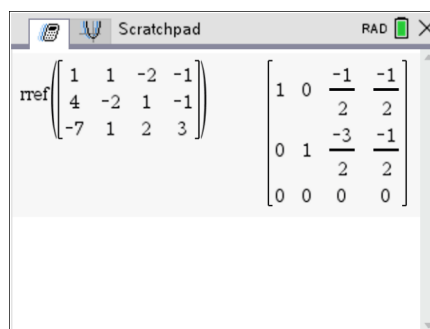 Scratchpad RAD
rref([1 1 -2 -1; 4 -2 1 -1; -7 1 2 3]) [1 0 -1/2 -1/2; 0 1 -3/2 -1/2; 0 0 0 0]